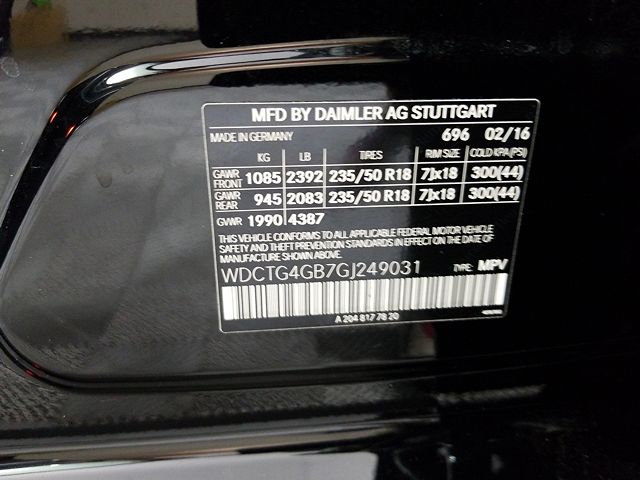 MFD BY DAIMLER AG STUTTGART
MADE IN GERMANY 696 02/16
KG LB TIRES RIM SIZE COLD KPA (PSI)
GAWR FRONT 1085 2392 235/50 R18 7Jx18 300(44)
GAWR REAR 945 2083 235/50 R18 7Jx18 300(44)
GVWR 1990 4387
THIS VEHICLE CONFORMS TO ALL APPLICABLE FEDERAL MOTOR VEHICLE
SAFETY, BUMPER, AND THEFT PREVENTION STANDARDS IN EFFECT ON THE DATE OF
MANUFACTURE SHOWN ABOVE.
WDCTG4GB7GJ249031 TYPE: MPV
A 204 817 78 20